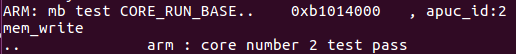 ARM: mb test CORE_RUN_BASE..    0xb1014000    , apuc_id:2
mem_write
..              arm : core number 2 test pass